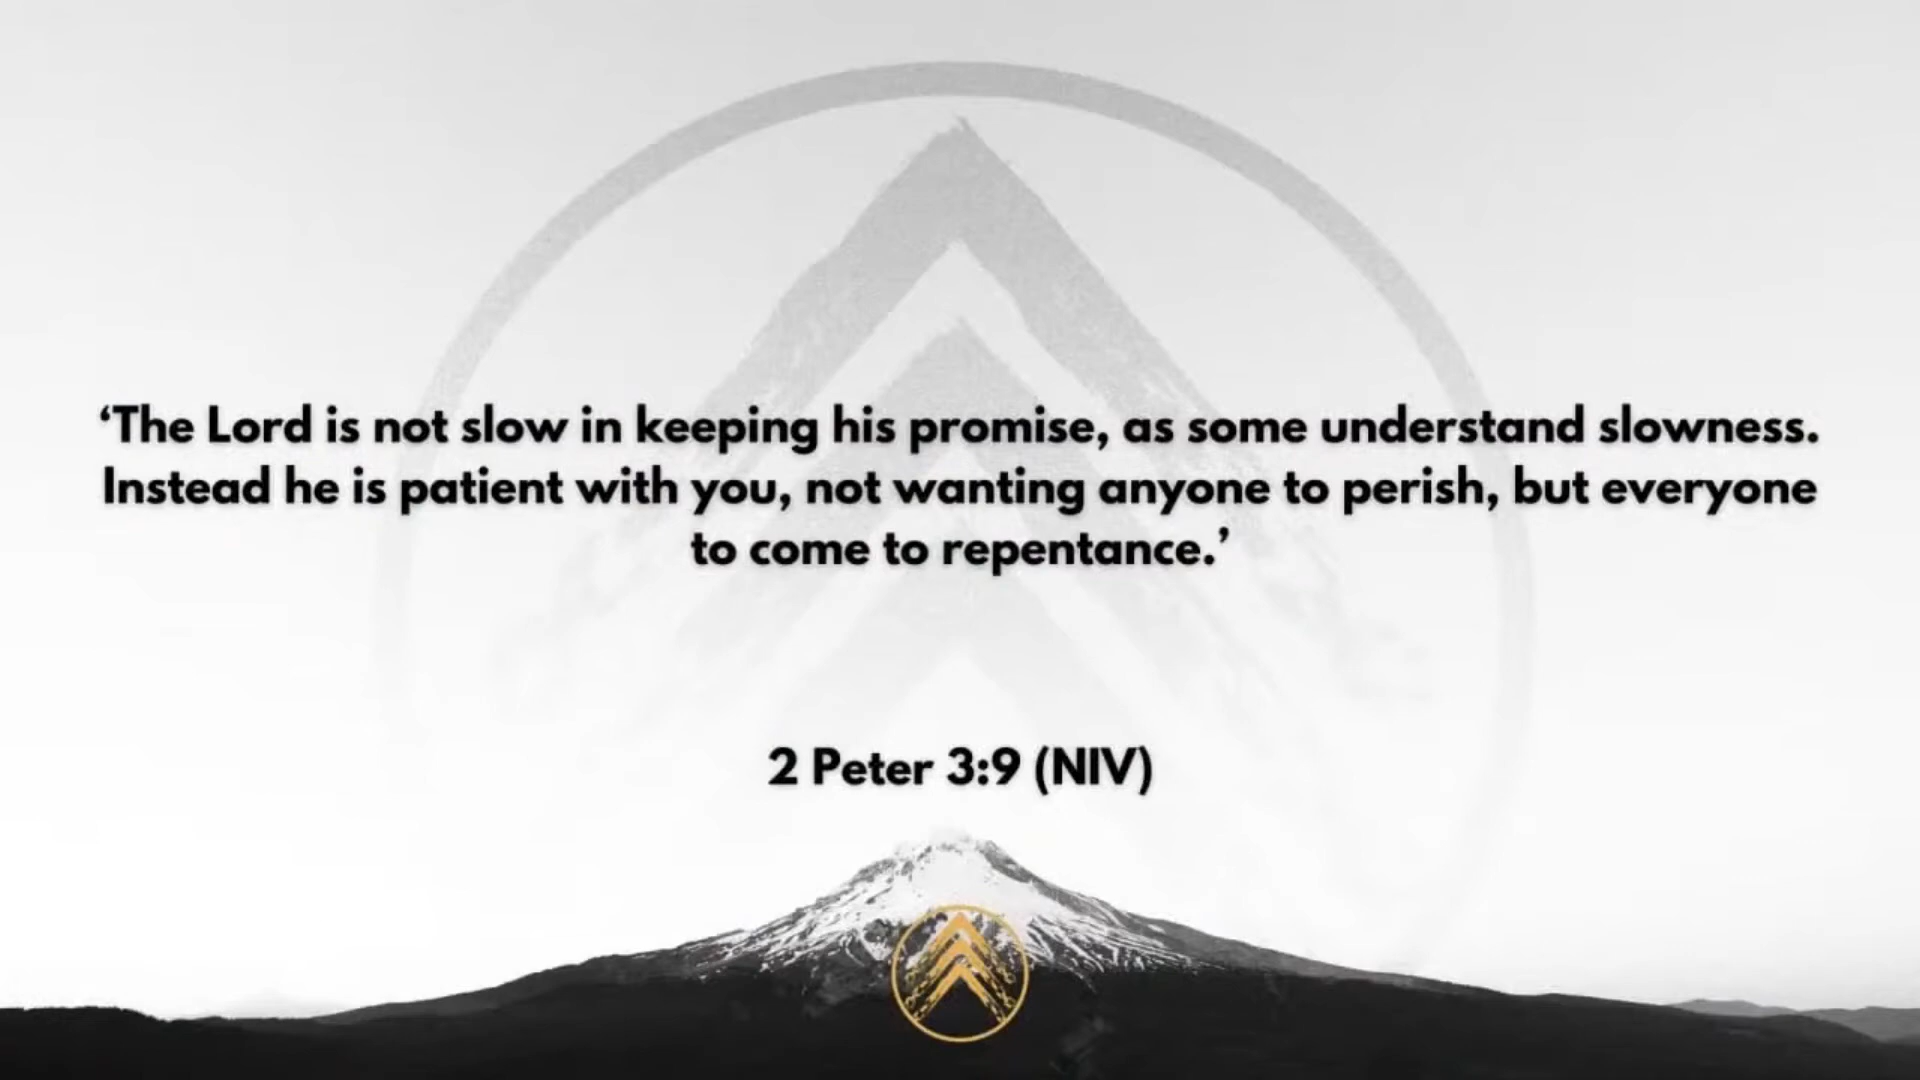 ‘The Lord is not slow in keeping his promise, as some understand slowness.
Instead he is patient with you, not wanting anyone to perish, but everyone
to come to repentance.’
2 Peter 3:9 (NIV)